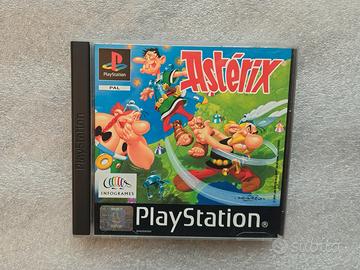 PlayStation
PAL
Astérix
PlayStation
INFOGRAMES
PlayStation
subito